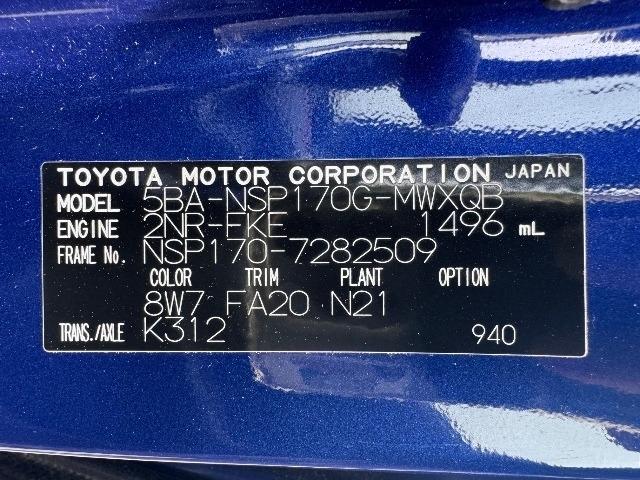 TOYOTA MOTOR CORPORATION JAPAN
MODEL 5BA-NSP170G-MWXQB
ENGINE 2NR-FKE 1496 mL
FRAME No. NSP170-7282509
COLOR TRIM PLANT OPTION
8W7 FA20 N21
TRANS./AXLE K312 940